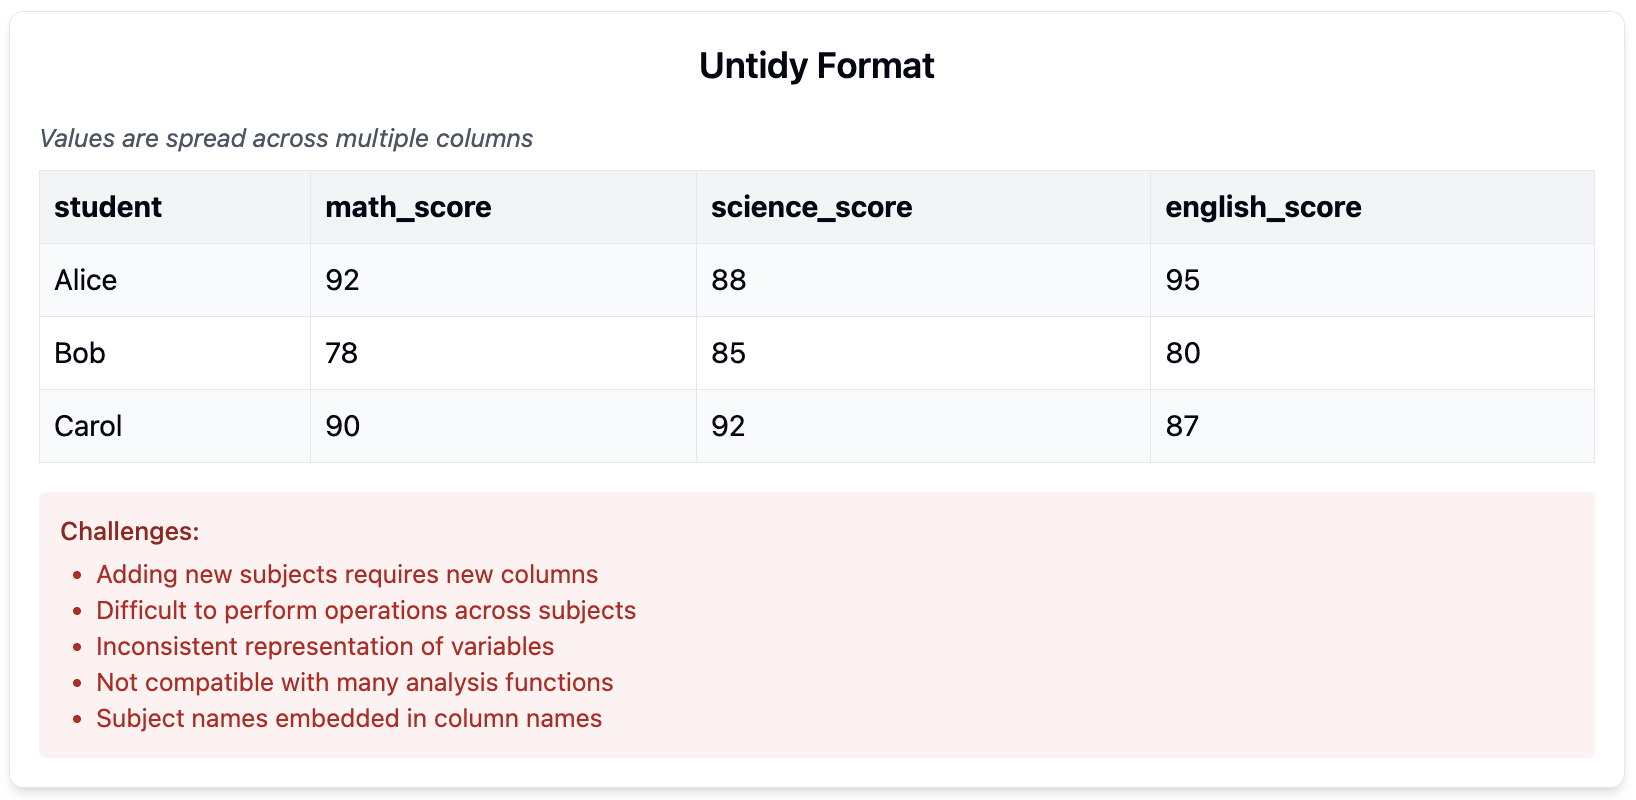 Untidy Format
Values are spread across multiple columns
student math_score science_score english_score
Alice 92 88 95
Bob 78 85 80
Carol 90 92 87
Challenges:
• Adding new subjects requires new columns
• Difficult to perform operations across subjects
• Inconsistent representation of variables
• Not compatible with many analysis functions
• Subject names embedded in column names